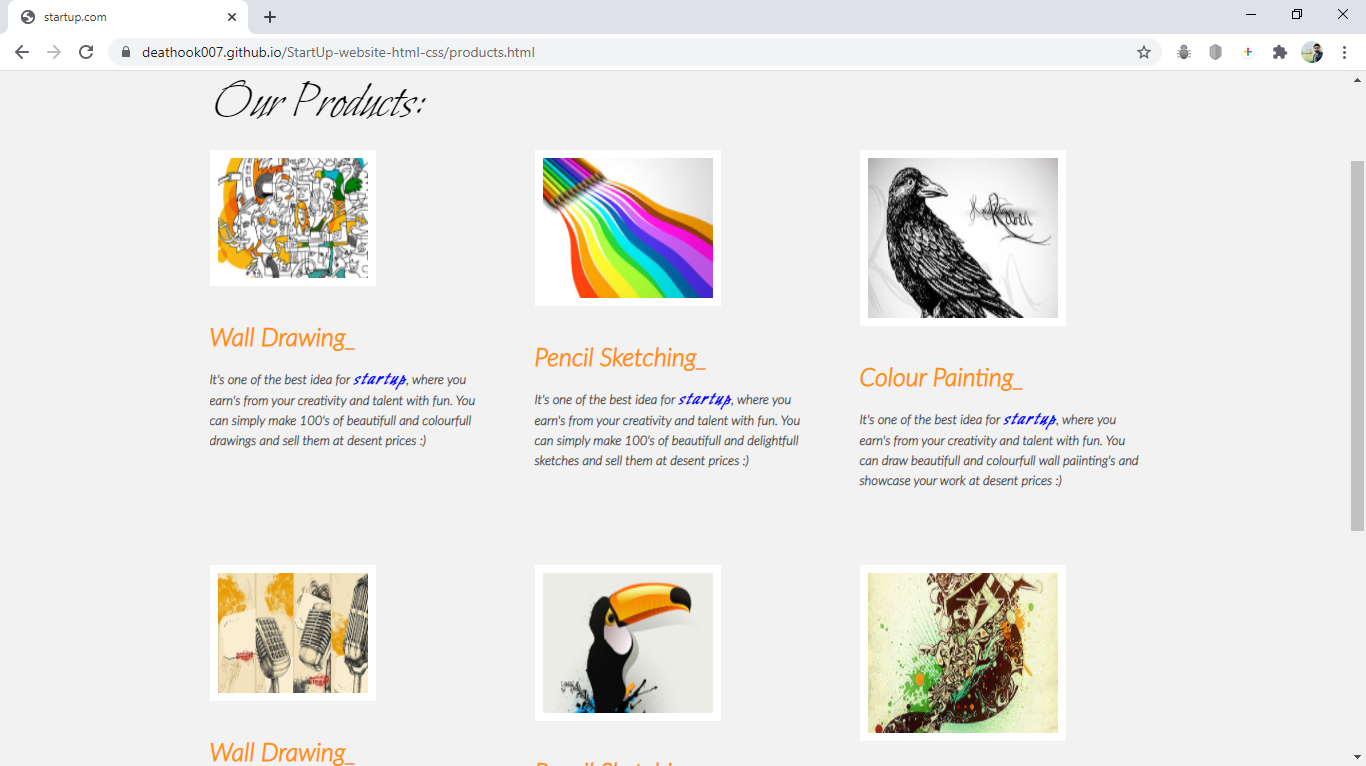 startup.com
deathook007.github.io/StartUp-website-html-css/products.html
Our Products:
Wall Drawing_
It's one of the best idea for startup, where you
earn's from your creativity and talent with fun. You
can simply make 100's of beautifull and colourfull
drawings and sell them at desent prices :)
Pencil Sketching_
It's one of the best idea for startup, where you
earn's from your creativity and talent with fun. You
can simply make 100's of beautifull and delightfull
sketches and sell them at desent prices :)
Colour Painting_
It's one of the best idea for startup, where you
earn's from your creativity and talent with fun. You
can draw beautifull and colourfull wall paiinting's and
showcase your work at desent prices :)
Wall Drawing_